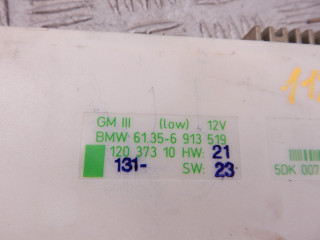 GM III (low) 12V
BMW 61.35-6 913 519
120 373 10 HW: 21
131- SW: 23
5DK 007